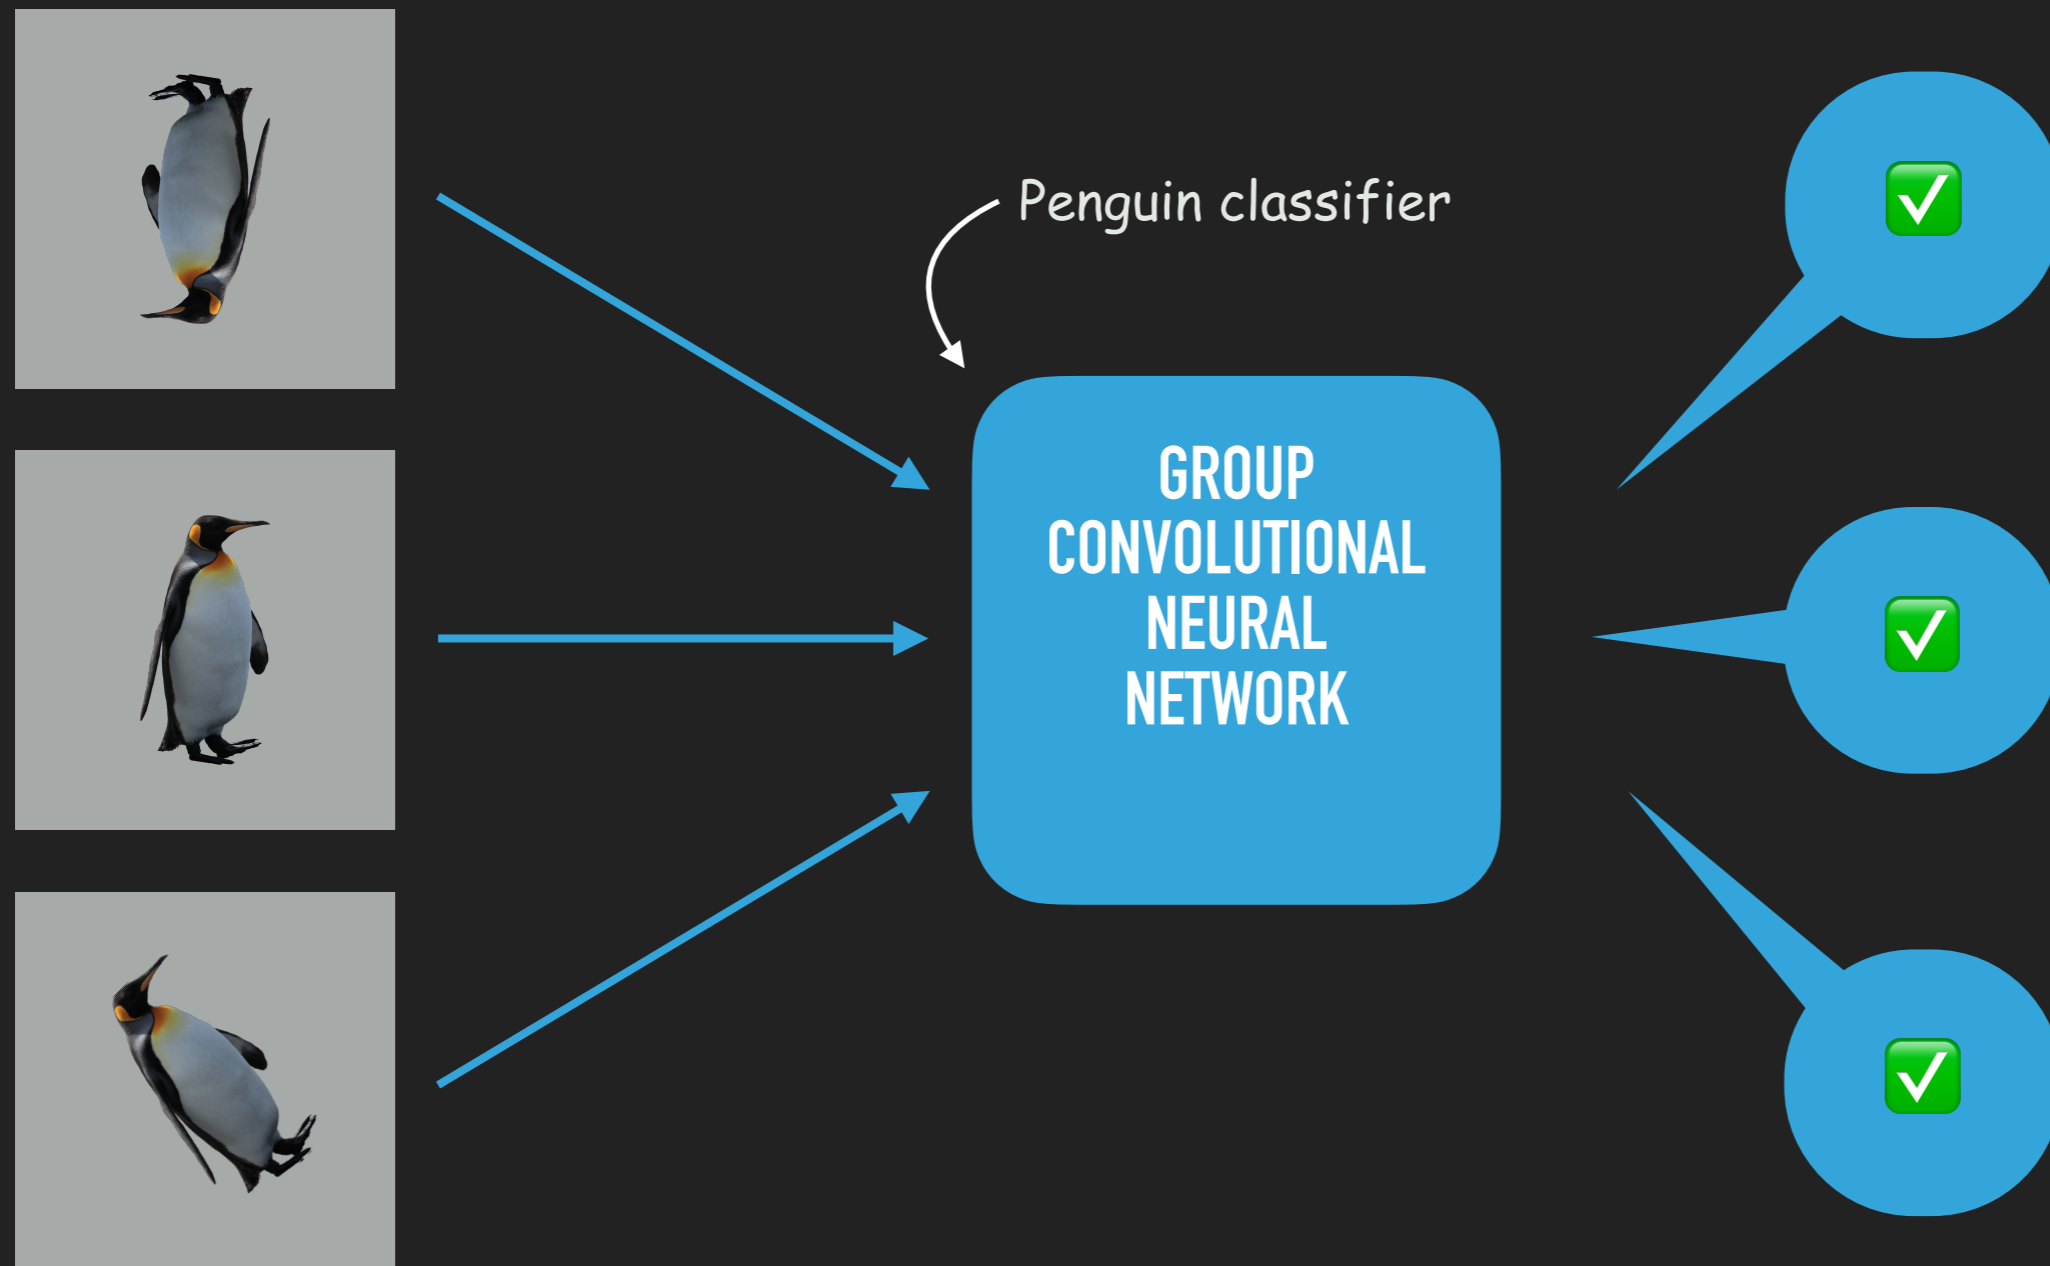 Penguin classifier
GROUP
CONVOLUTIONAL
NEURAL
NETWORK